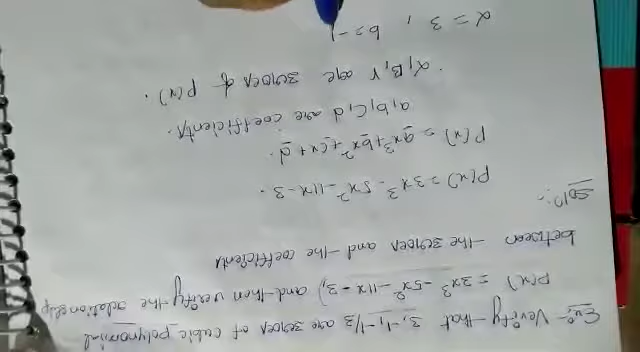 Ex:- Verify that 3, -1, -1/3 are zeroes of cubic polynomial
P(x) = 3x³-5x²-11x-3, and then verify the relationship
between the zeroes and the coefficients
Sol:-
P(x) = 3x³ - 5x² - 11x - 3.
P(x) = ax³+bx²+cx+d.
a,b,c,d are coefficients.
α,β,γ are zeroes of P(x).
α = 3, b = -1